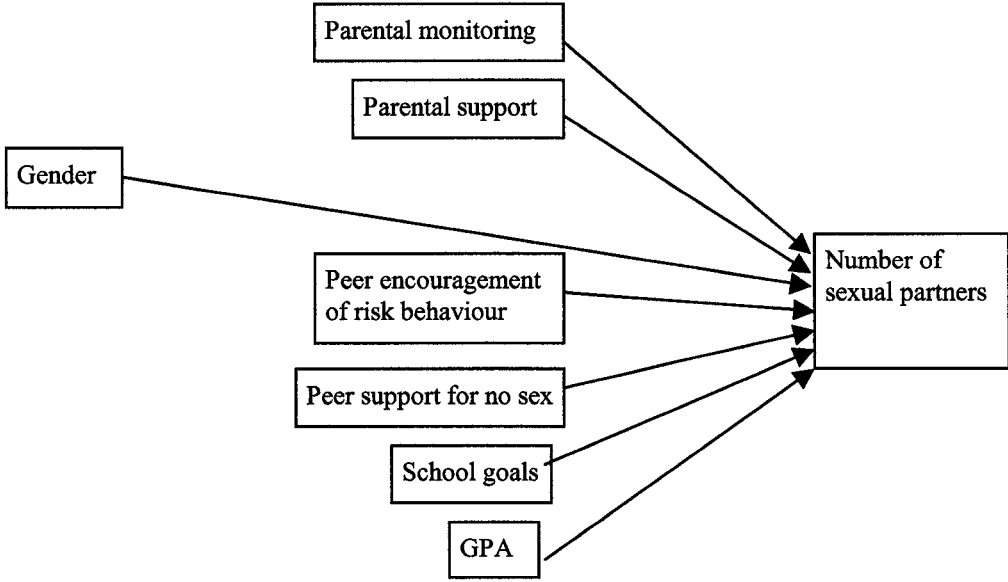 Parental monitoring
Parental support
Gender
Number of
sexual partners
Peer encouragement
of risk behaviour
Peer support for no sex
School goals
GPA